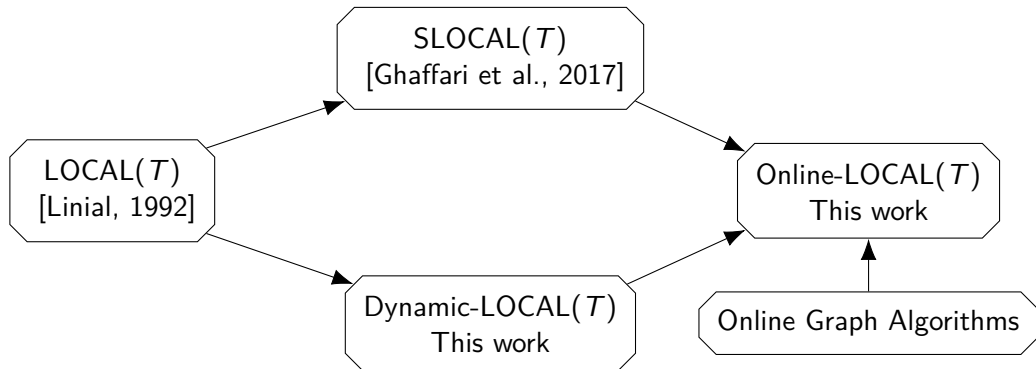 SLOCAL(T)
[Ghaffari et al., 2017]
LOCAL(T)
[Linial, 1992]
Online-LOCAL(T)
This work
Dynamic-LOCAL(T)
This work
Online Graph Algorithms